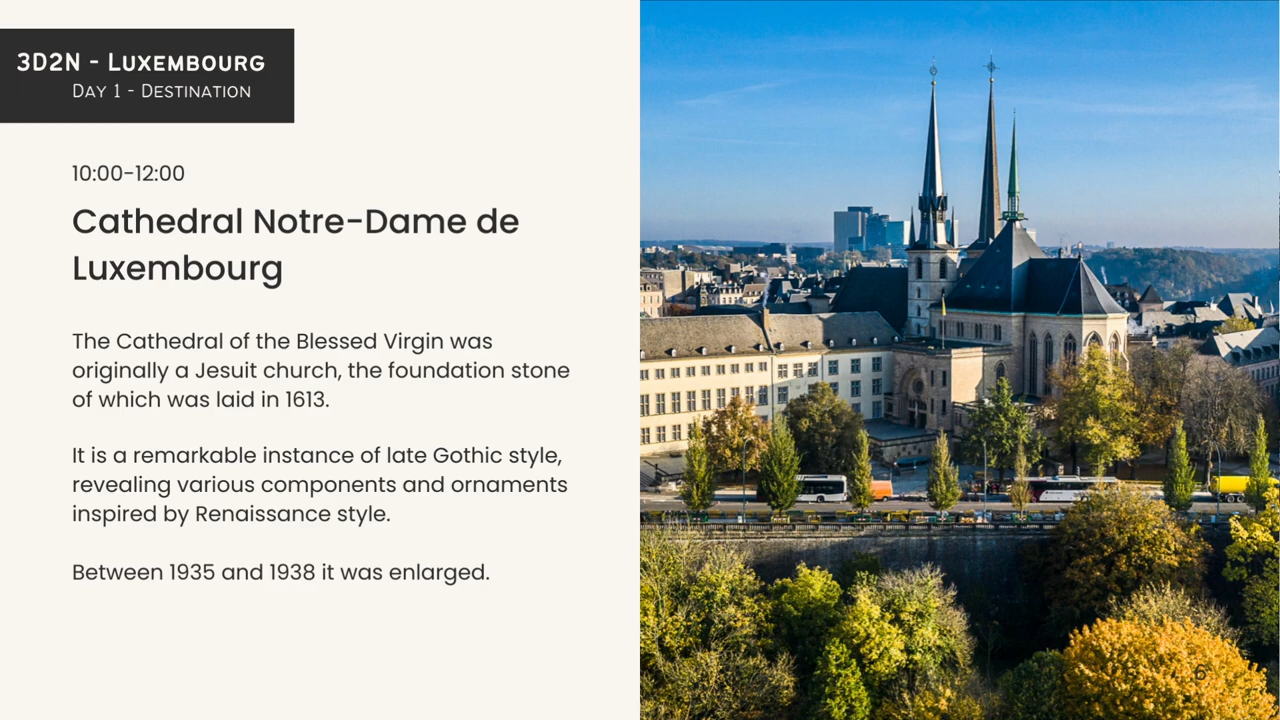 3D2N - Luxembourg
Day 1 - Destination
10:00-12:00
Cathedral Notre-Dame de
Luxembourg
The Cathedral of the Blessed Virgin was
originally a Jesuit church, the foundation stone
of which was laid in 1613.
It is a remarkable instance of late Gothic style,
revealing various components and ornaments
inspired by Renaissance style.
Between 1935 and 1938 it was enlarged.
6